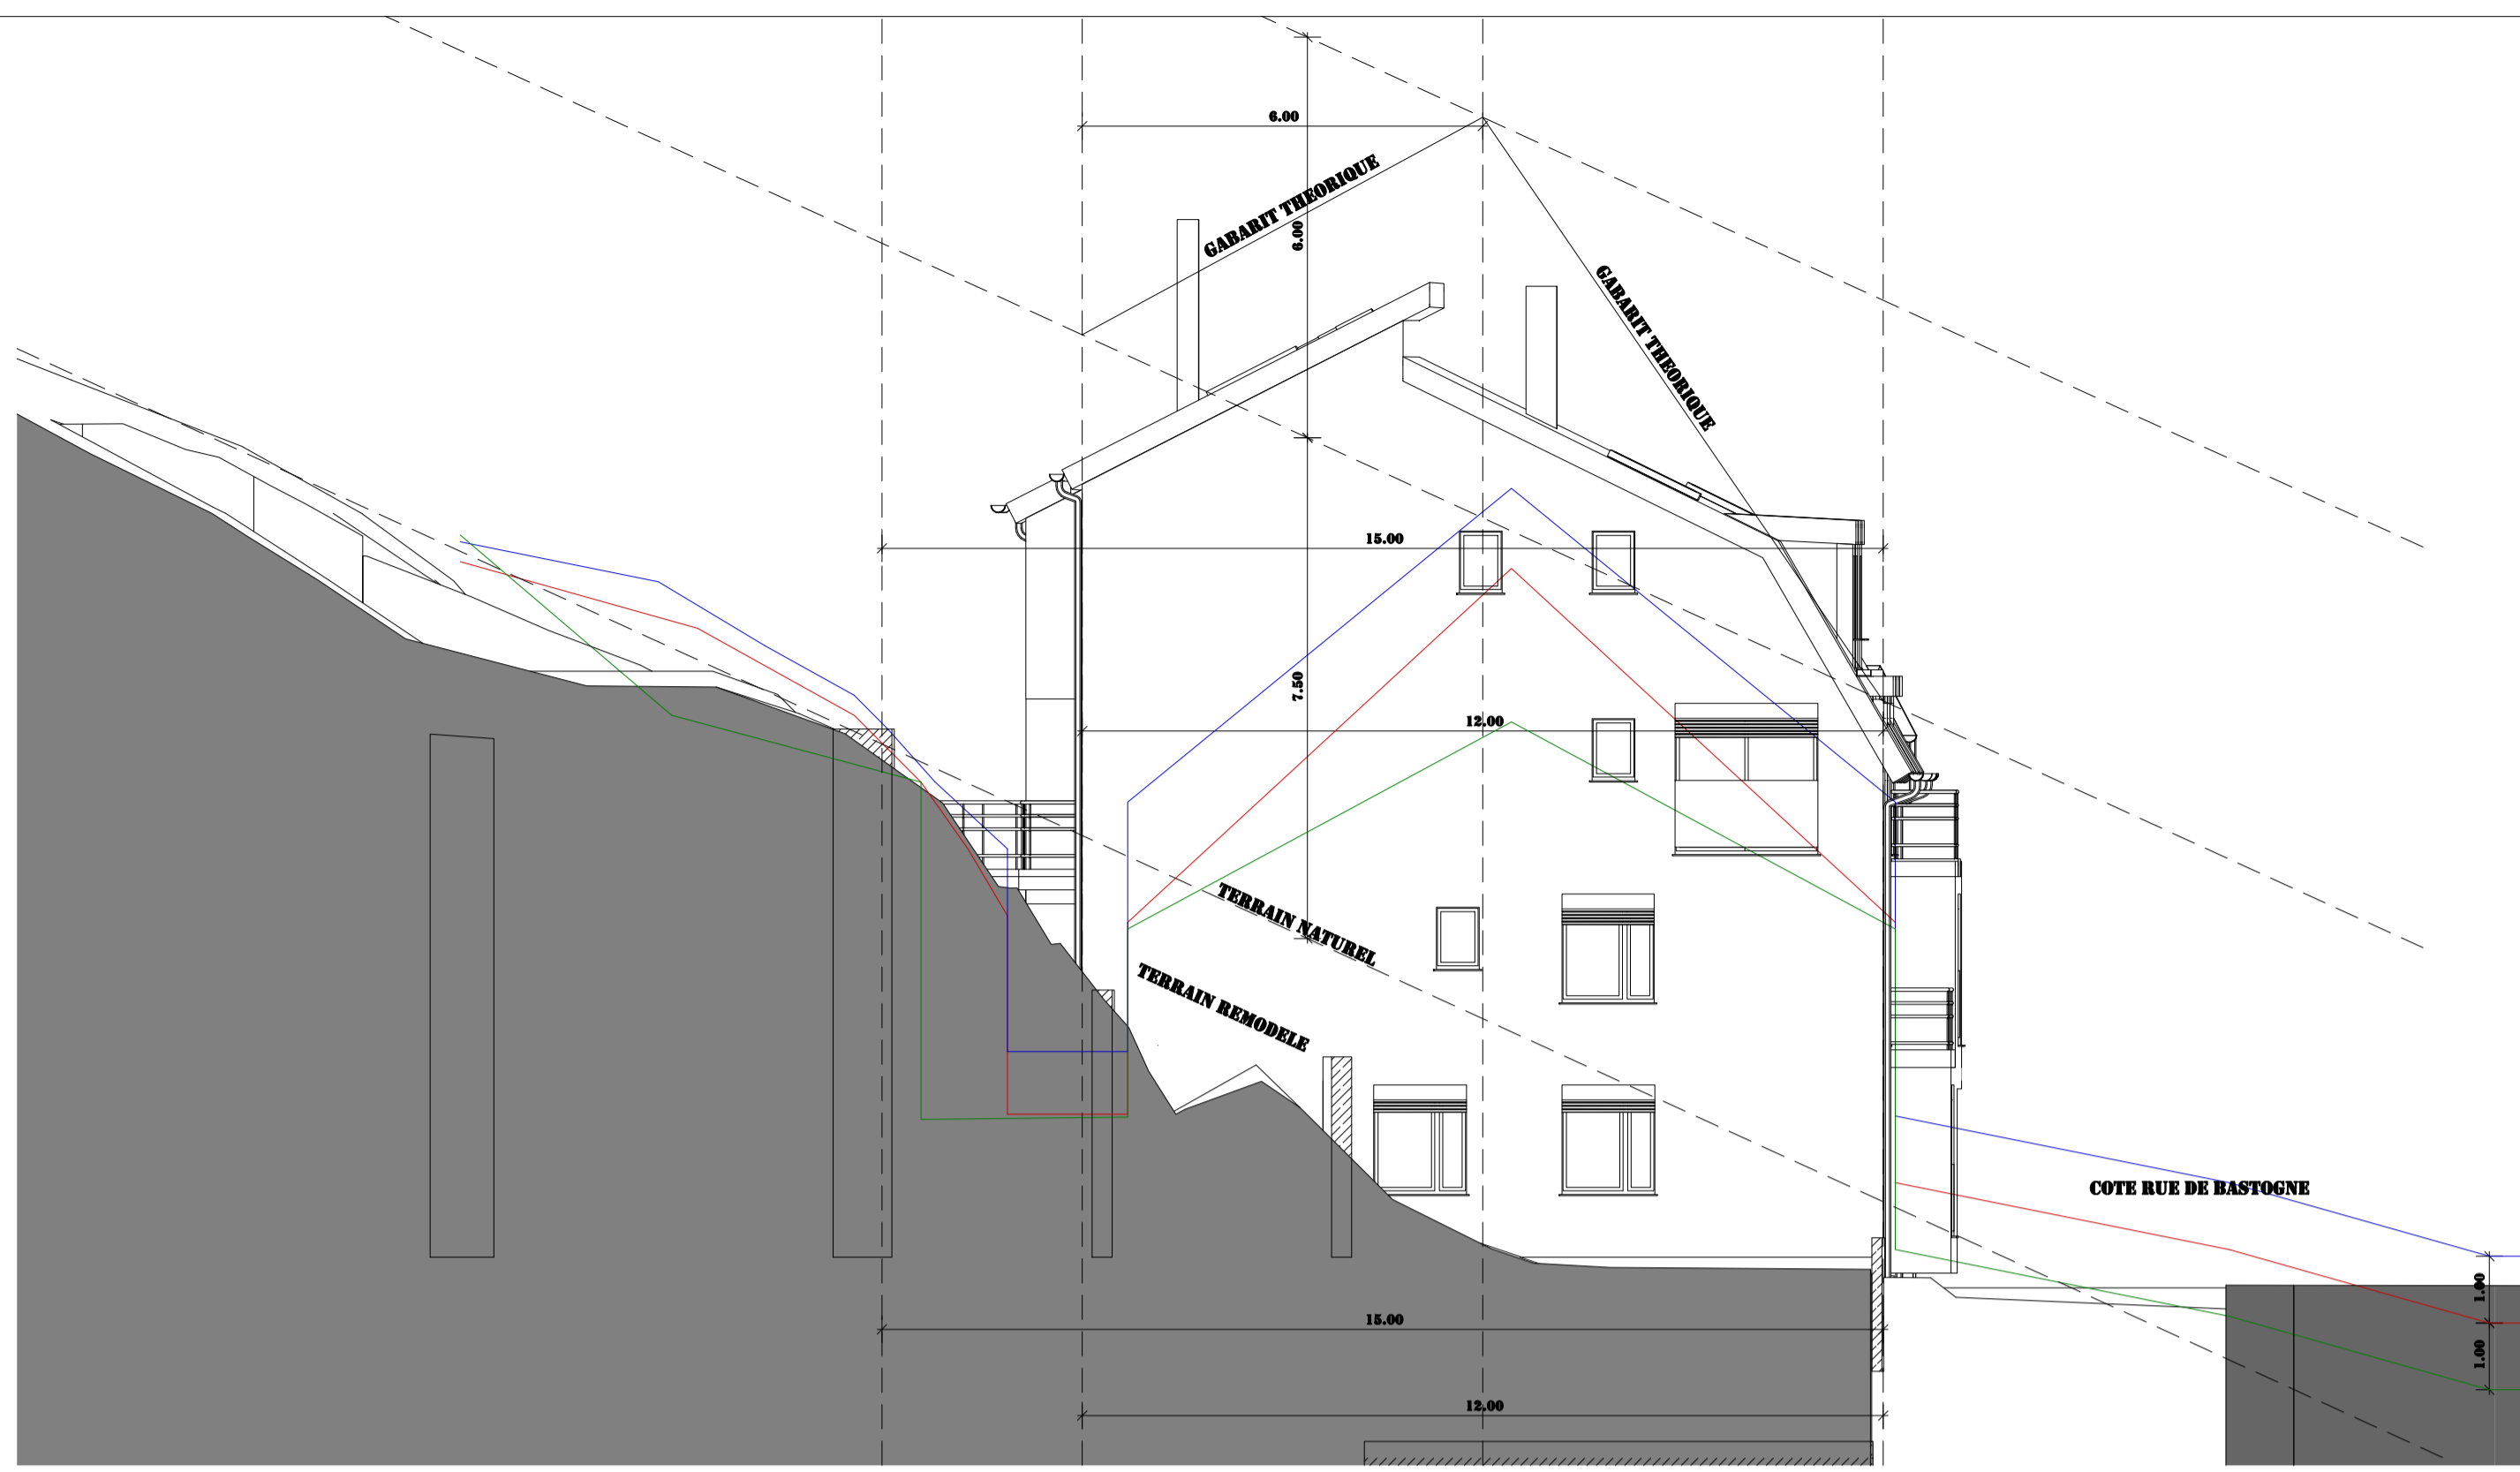 6.00
GABARIT THEORIQUE
6.00
GABARIT THEORIQUE
15.00
7.50
12.00
TERRAIN NATUREL
TERRAIN REMODELE
COTE RUE DE BASTOGNE
1.00
15.00
1.00
12.00